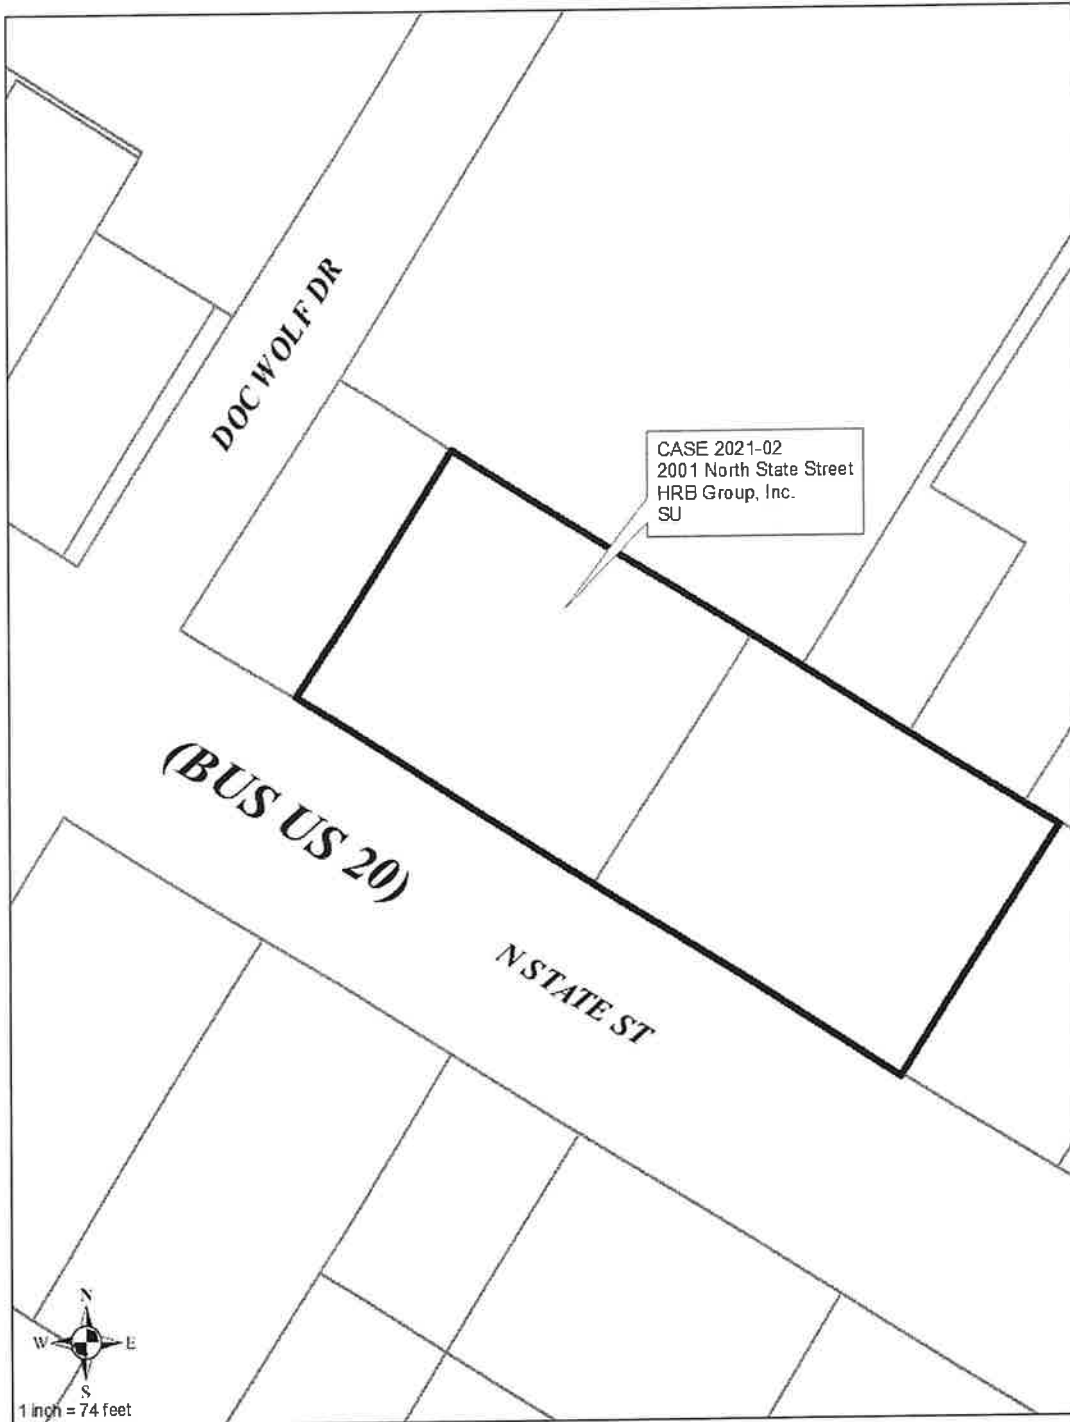 DOC WOLF DR
CASE 2021-02
2001 North State Street
HRB Group, Inc.
SU
(BUS US 20)
N STATE ST
N
W E
S
1 inch = 74 feet